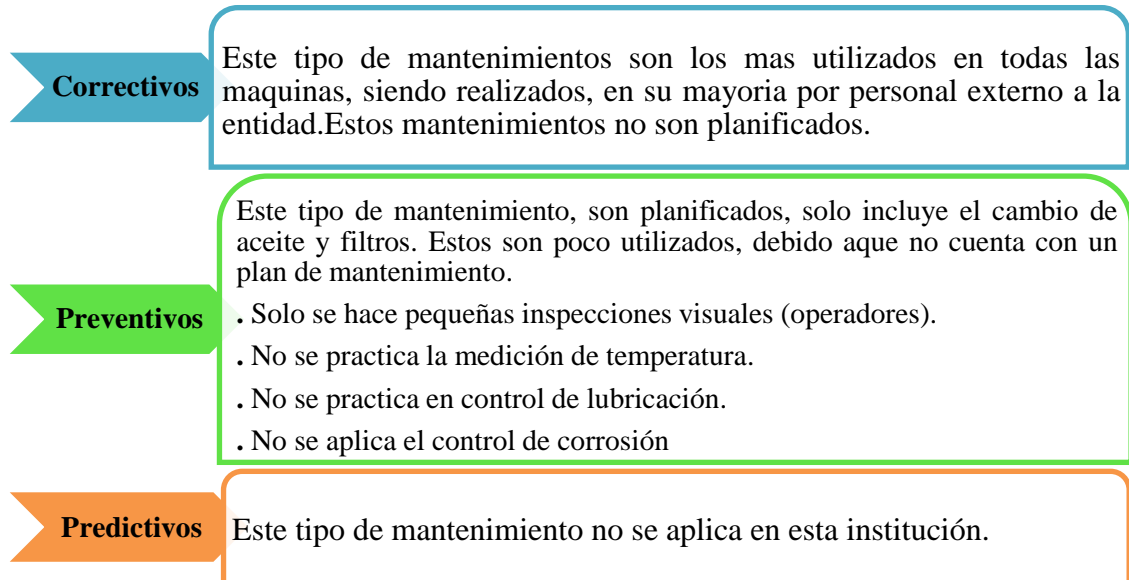 Correctivos
Este tipo de mantenimientos son los mas utilizados en todas las
maquinas, siendo realizados, en su mayoria por personal externo a la
entidad.Estos mantenimientos no son planificados.
Preventivos
Este tipo de mantenimiento, son planificados, solo incluye el cambio de
aceite y filtros. Estos son poco utilizados, debido aque no cuenta con un
plan de mantenimiento.
. Solo se hace pequeñas inspecciones visuales (operadores).
. No se practica la medición de temperatura.
. No se practica en control de lubricación.
. No se aplica el control de corrosión
Predictivos
Este tipo de mantenimiento no se aplica en esta institución.